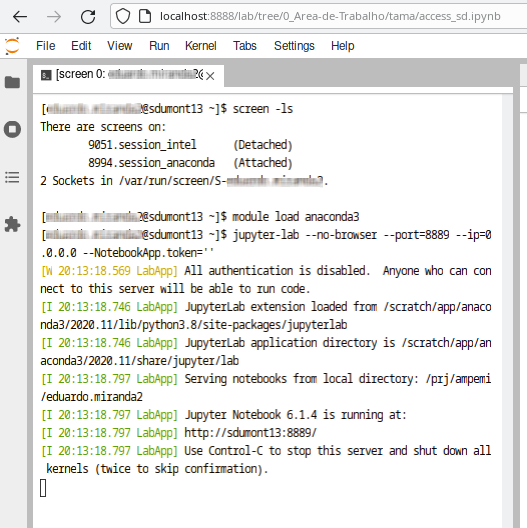 localhost:8888/lab/tree/0_Area-de-Trabalho/tama/access_sd.ipynb
File Edit View Run Kernel Tabs Settings Help
[screen 0:
@sdumont13 ~]$ screen -ls
There are screens on:
9051.session_intel (Detached)
8994.session_anaconda (Attached)
2 Sockets in /var/run/screen/S-
@sdumont13 ~]$ module load anaconda3
@sdumont13 ~]$ jupyter-lab --no-browser --port=8889 --ip=0
.0.0.0 --NotebookApp.token=''
[W 20:13:18.569 LabApp] All authentication is disabled.  Anyone who can con
nect to this server will be able to run code.
[I 20:13:18.746 LabApp] JupyterLab extension loaded from /scratch/app/anaco
nda3/2020.11/lib/python3.8/site-packages/jupyterlab
[I 20:13:18.746 LabApp] JupyterLab application directory is /scratch/app/an
aconda3/2020.11/share/jupyter/lab
[I 20:13:18.797 LabApp] Serving notebooks from local directory: /prj/ampemi
/eduardo.miranda2
[I 20:13:18.797 LabApp] Jupyter Notebook 6.1.4 is running at:
[I 20:13:18.797 LabApp] http://sdumont13:8889/
[I 20:13:18.797 LabApp] Use Control-C to stop this server and shut down all
kernels (twice to skip confirmation).